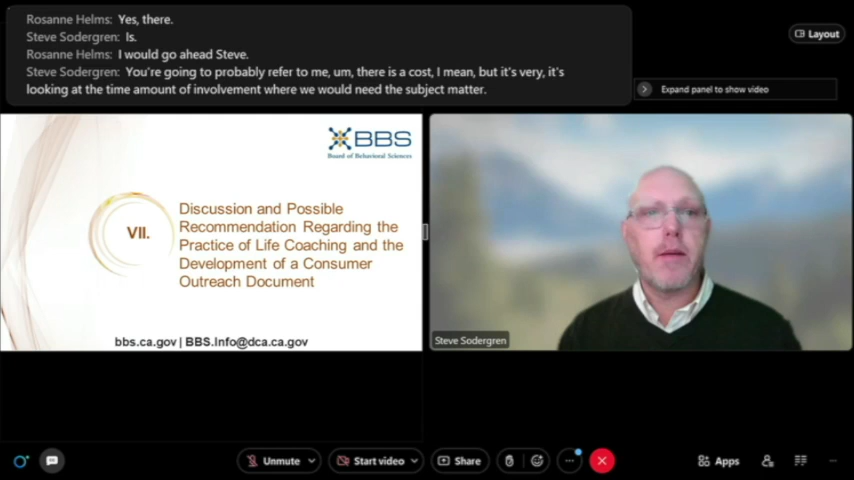 Rosanne Helms: Yes, there.
Steve Sodergren: Is.
Rosanne Helms: I would go ahead Steve.
Steve Sodergren: You're going to probably refer to me, um, there is a cost, I mean, but it's very, it's
looking at the time amount of involvement where we would need the subject matter.
Layout
Expand panel to show video
BBS
Board of Behavioral Sciences
VII.
Discussion and Possible
Recommendation Regarding the
Practice of Life Coaching and the
Development of a Consumer
Outreach Document
bbs.ca.gov | BBS.Info@dca.ca.gov
Steve Sodergren
Unmute
Start video
Share
Apps